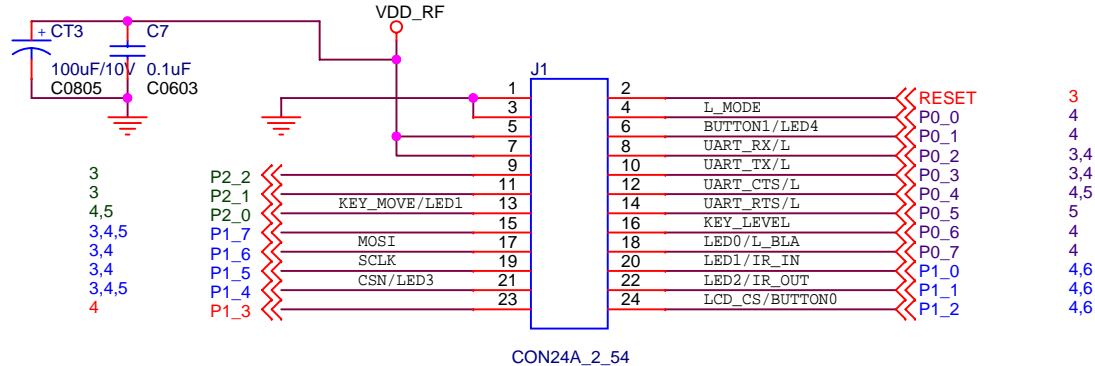 VDD_RF
+ CT3 C7
100uF/10V 0.1uF
C0805 C0603
J1
1 2 RESET 3
3 4 L_MODE P0_0 4
5 6 BUTTON1/LED4 P0_1 4
7 8 UART_RX/L P0_2 3,4
3 P2_2 9 10 UART_TX/L P0_3 3,4
3 P2_1 11 12 UART_CTS/L P0_4 4,5
4,5 P2_0 KEY_MOVE/LED1 13 14 UART_RTS/L P0_5 5
3,4,5 P1_7 15 16 KEY_LEVEL P0_6 4
3,4 P1_6 MOSI 17 18 LED0/L_BLA P0_7 4
3,4 P1_5 SCLK 19 20 LED1/IR_IN P1_0 4,6
3,4,5 P1_4 CSN/LED3 21 22 LED2/IR_OUT P1_1 4,6
4 P1_3 23 24 LCD_CS/BUTTON0 P1_2 4,6
CON24A_2_54